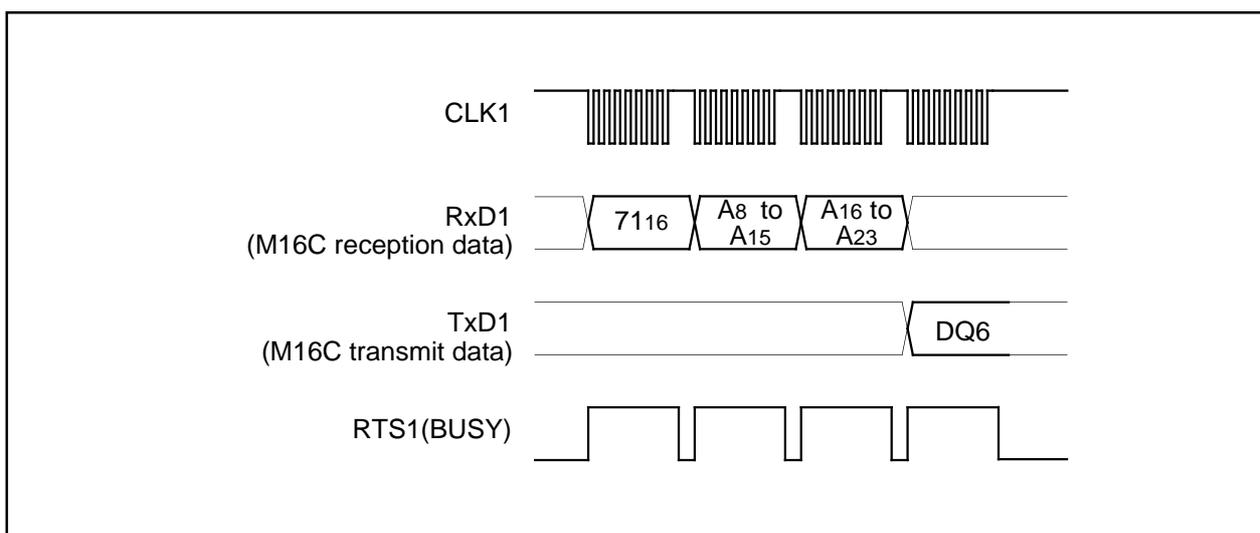 CLK1
RxD1
(M16C reception data)
7116
A8 to
A15
A16 to
A23
TxD1
(M16C transmit data)
DQ6
RTS1(BUSY)